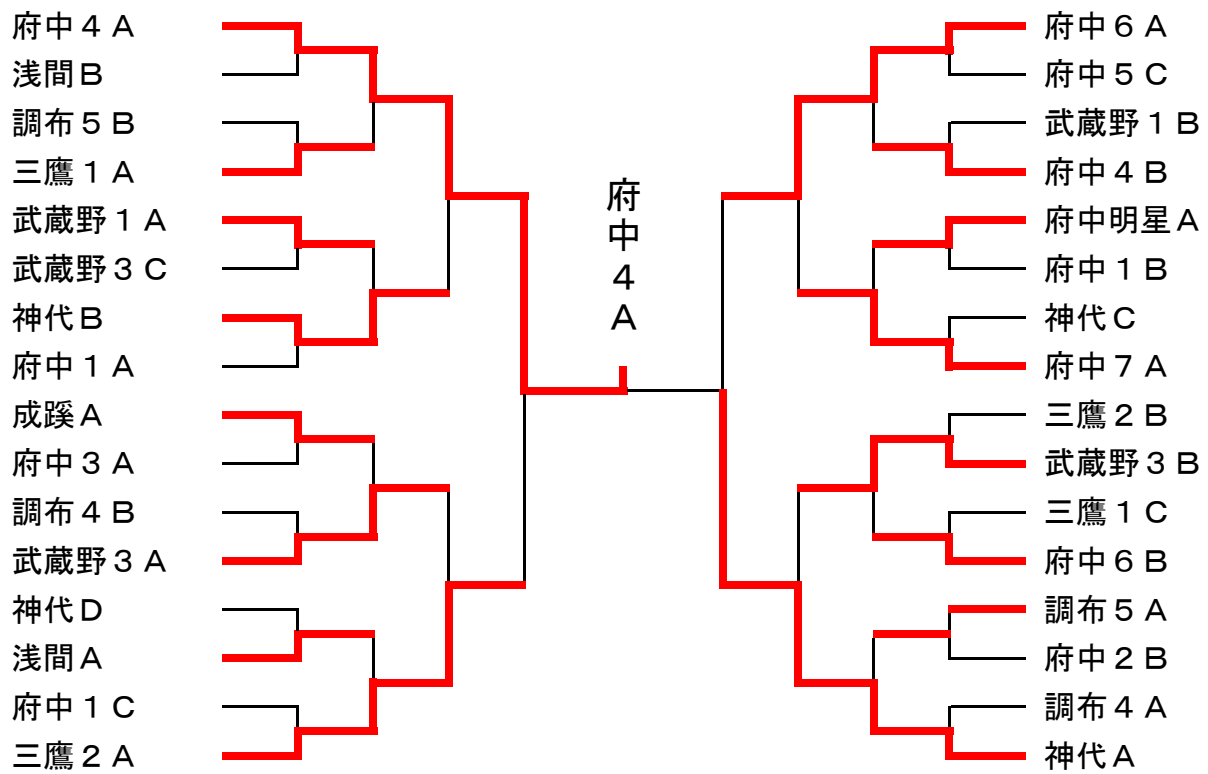 府中４Ａ
浅間Ｂ
調布５Ｂ
三鷹１Ａ
武蔵野１Ａ
武蔵野３Ｃ
神代Ｂ
府中１Ａ
成蹊Ａ
府中３Ａ
調布４Ｂ
武蔵野３Ａ
神代Ｄ
浅間Ａ
府中１Ｃ
三鷹２Ａ
府中４Ａ
府中６Ａ
府中５Ｃ
武蔵野１Ｂ
府中４Ｂ
府中明星Ａ
府中１Ｂ
神代Ｃ
府中７Ａ
三鷹２Ｂ
武蔵野３Ｂ
三鷹１Ｃ
府中６Ｂ
調布５Ａ
府中２Ｂ
調布４Ａ
神代Ａ